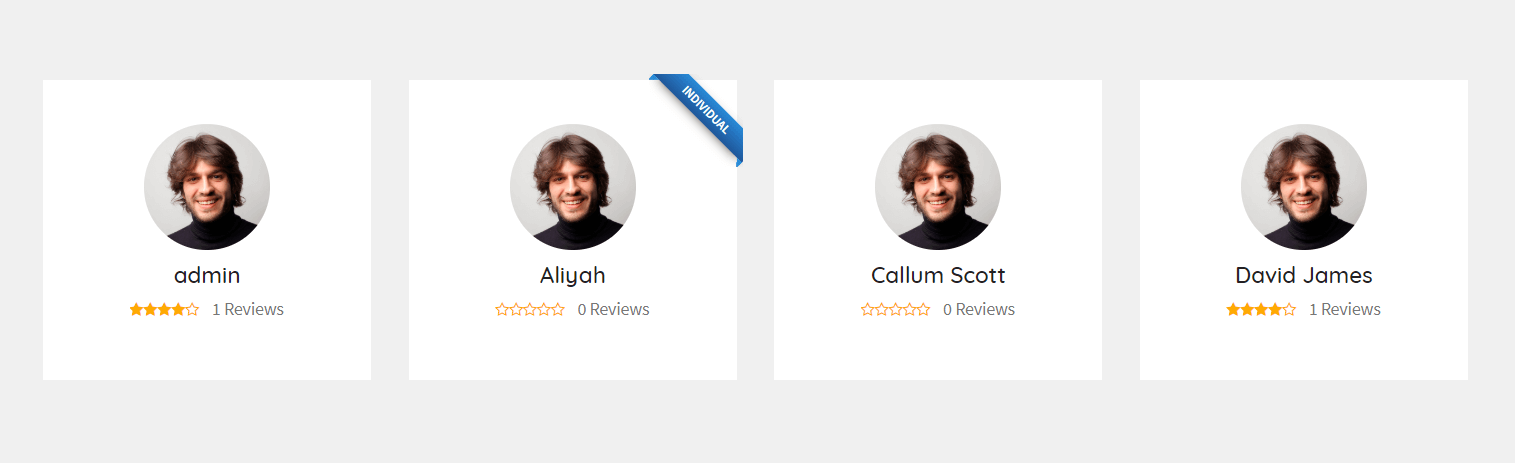 INDIVIDUAL
admin
1 Reviews
Aliyah
0 Reviews
Callum Scott
0 Reviews
David James
1 Reviews